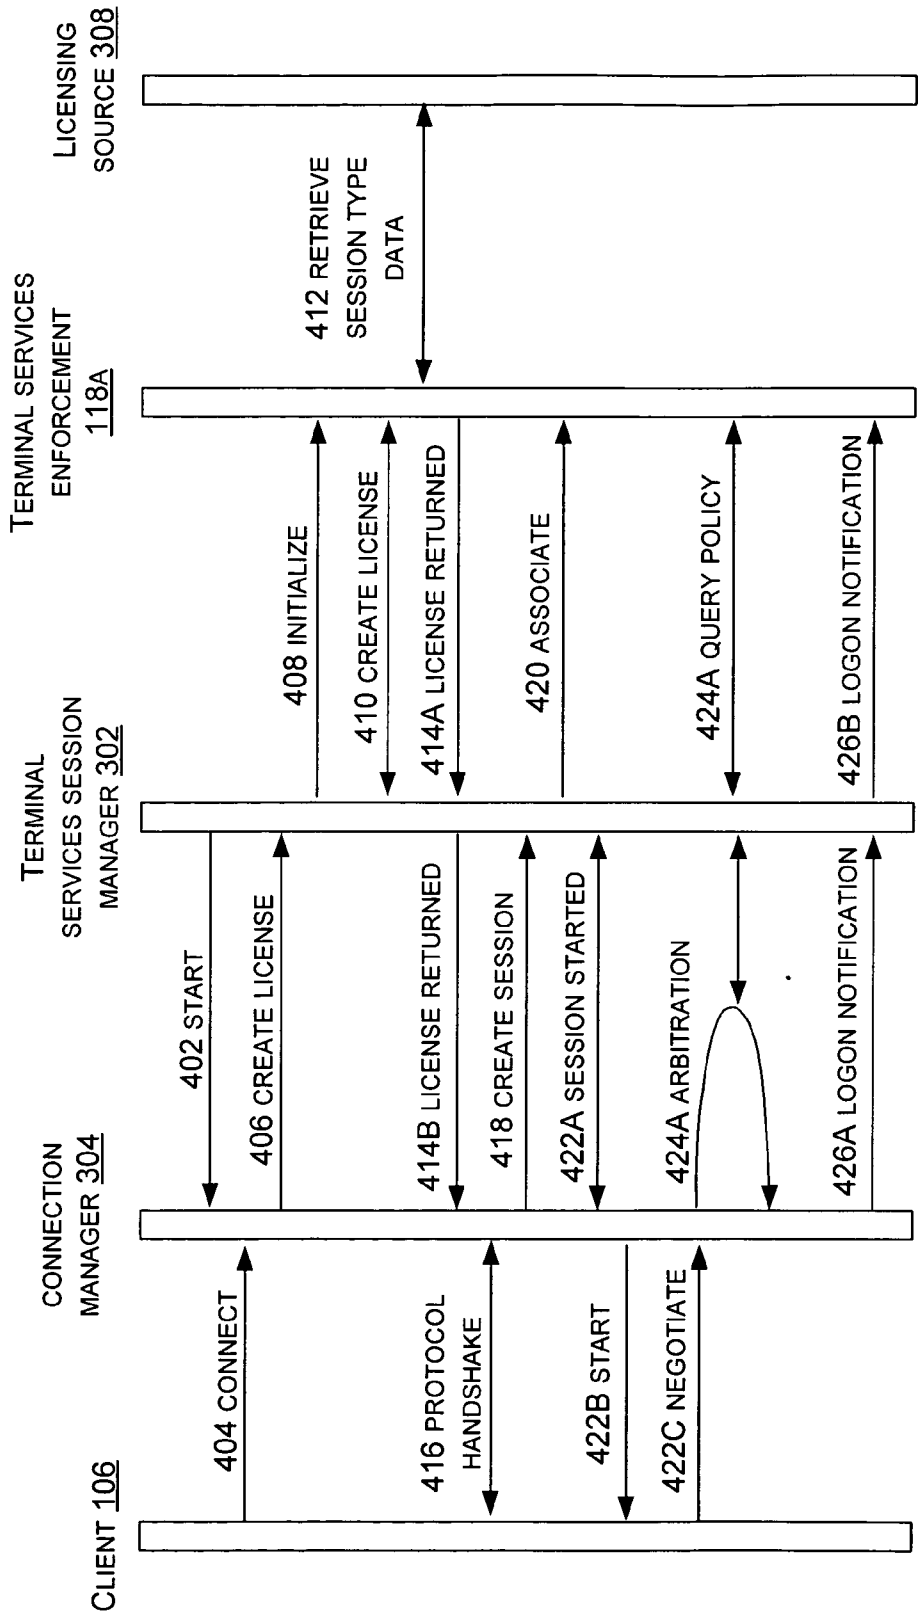 CLIENT 106
CONNECTION
MANAGER 304
TERMINAL
SERVICES SESSION
MANAGER 302
TERMINAL SERVICES
ENFORCEMENT
118A
LICENSING
SOURCE 308
402 START
404 CONNECT
406 CREATE LICENSE
408 INITIALIZE
410 CREATE LICENSE
412 RETRIEVE
SESSION TYPE
DATA
414A LICENSE RETURNED
414B LICENSE RETURNED
416 PROTOCOL
HANDSHAKE
418 CREATE SESSION
420 ASSOCIATE
422A SESSION STARTED
422B START
422C NEGOTIATE
424A ARBITRATION
424A QUERY POLICY
426A LOGON NOTIFICATION
426B LOGON NOTIFICATION